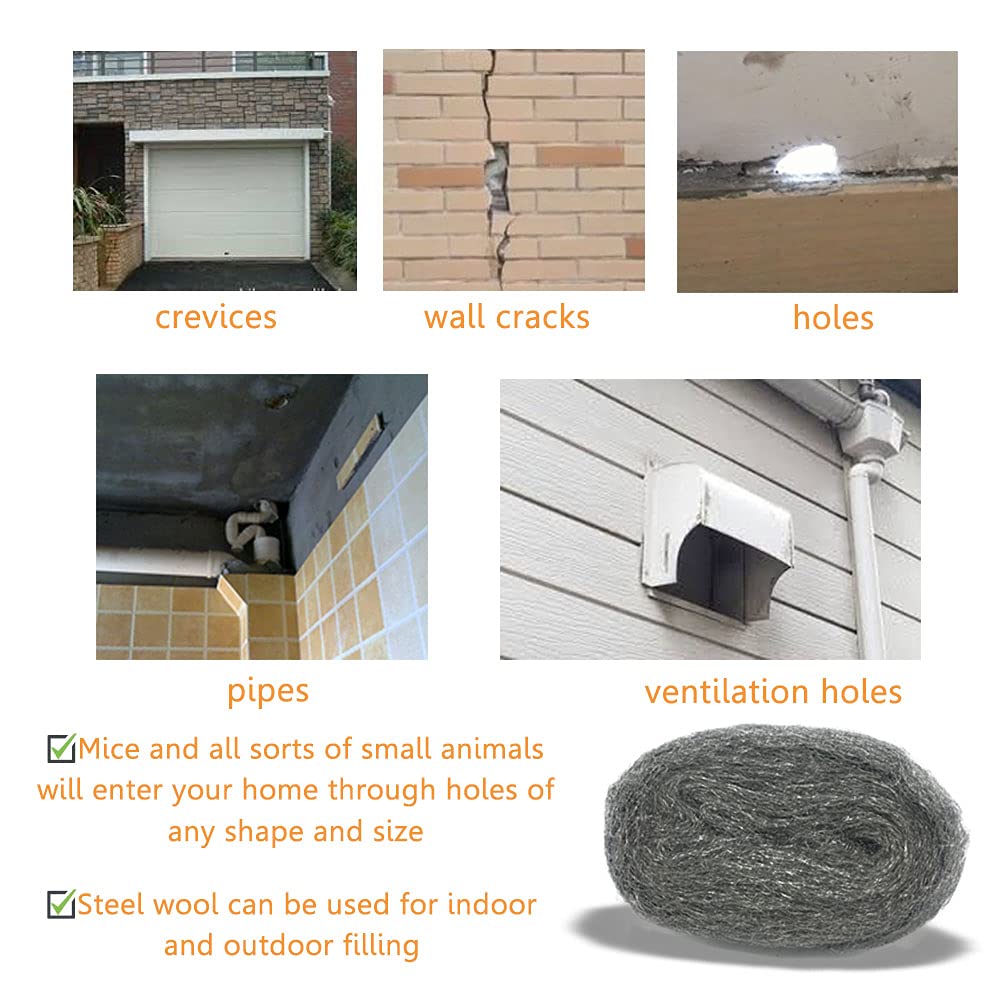 crevices
wall cracks
holes
pipes
ventilation holes
Mice and all sorts of small animals
will enter your home through holes of
any shape and size
Steel wool can be used for indoor
and outdoor filling